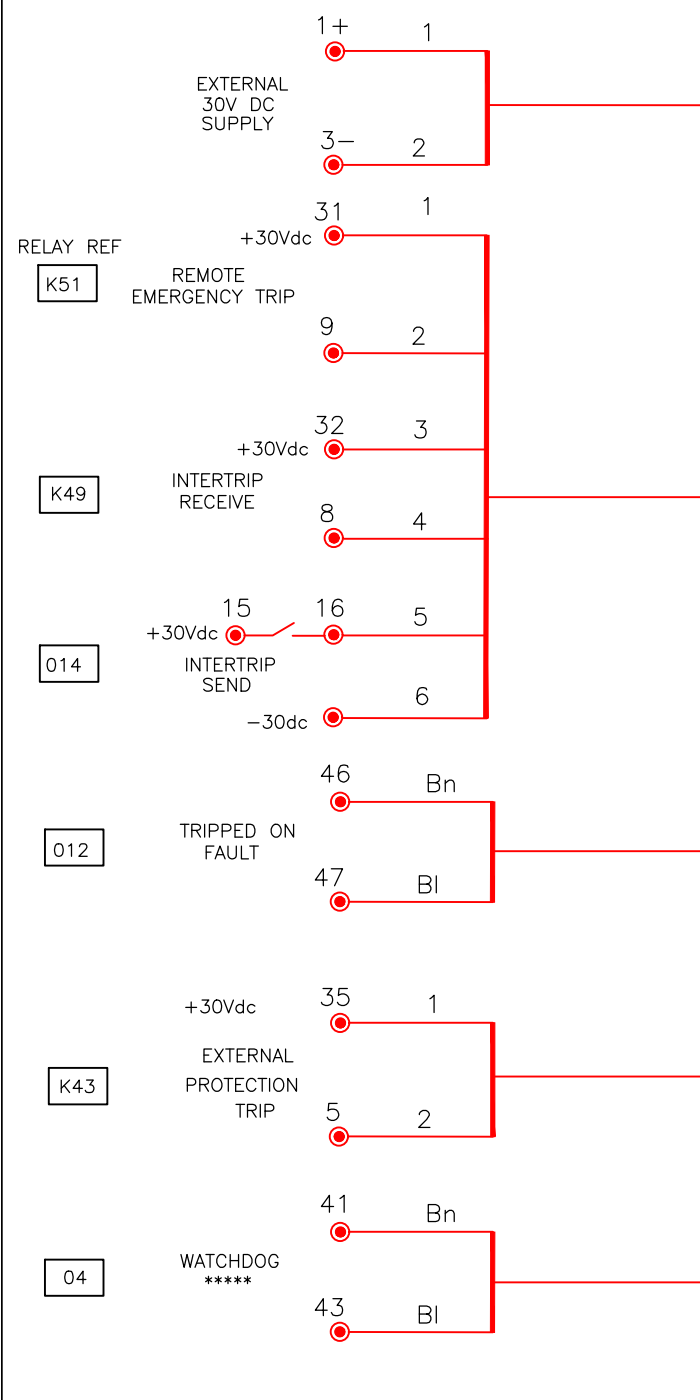 1+
1
EXTERNAL
30V DC
SUPPLY
3−
2
31
1
+30Vdc
RELAY REF
K51
REMOTE
EMERGENCY TRIP
9
2
32
3
+30Vdc
K49
INTERTRIP
RECEIVE
8
4
15
16
5
+30Vdc
014
INTERTRIP
SEND
6
−30dc
46
Bn
012
TRIPPED ON
FAULT
47
Bl
+30Vdc
35
1
EXTERNAL
K43
PROTECTION
TRIP
5
2
41
Bn
04
WATCHDOG
*****
43
Bl